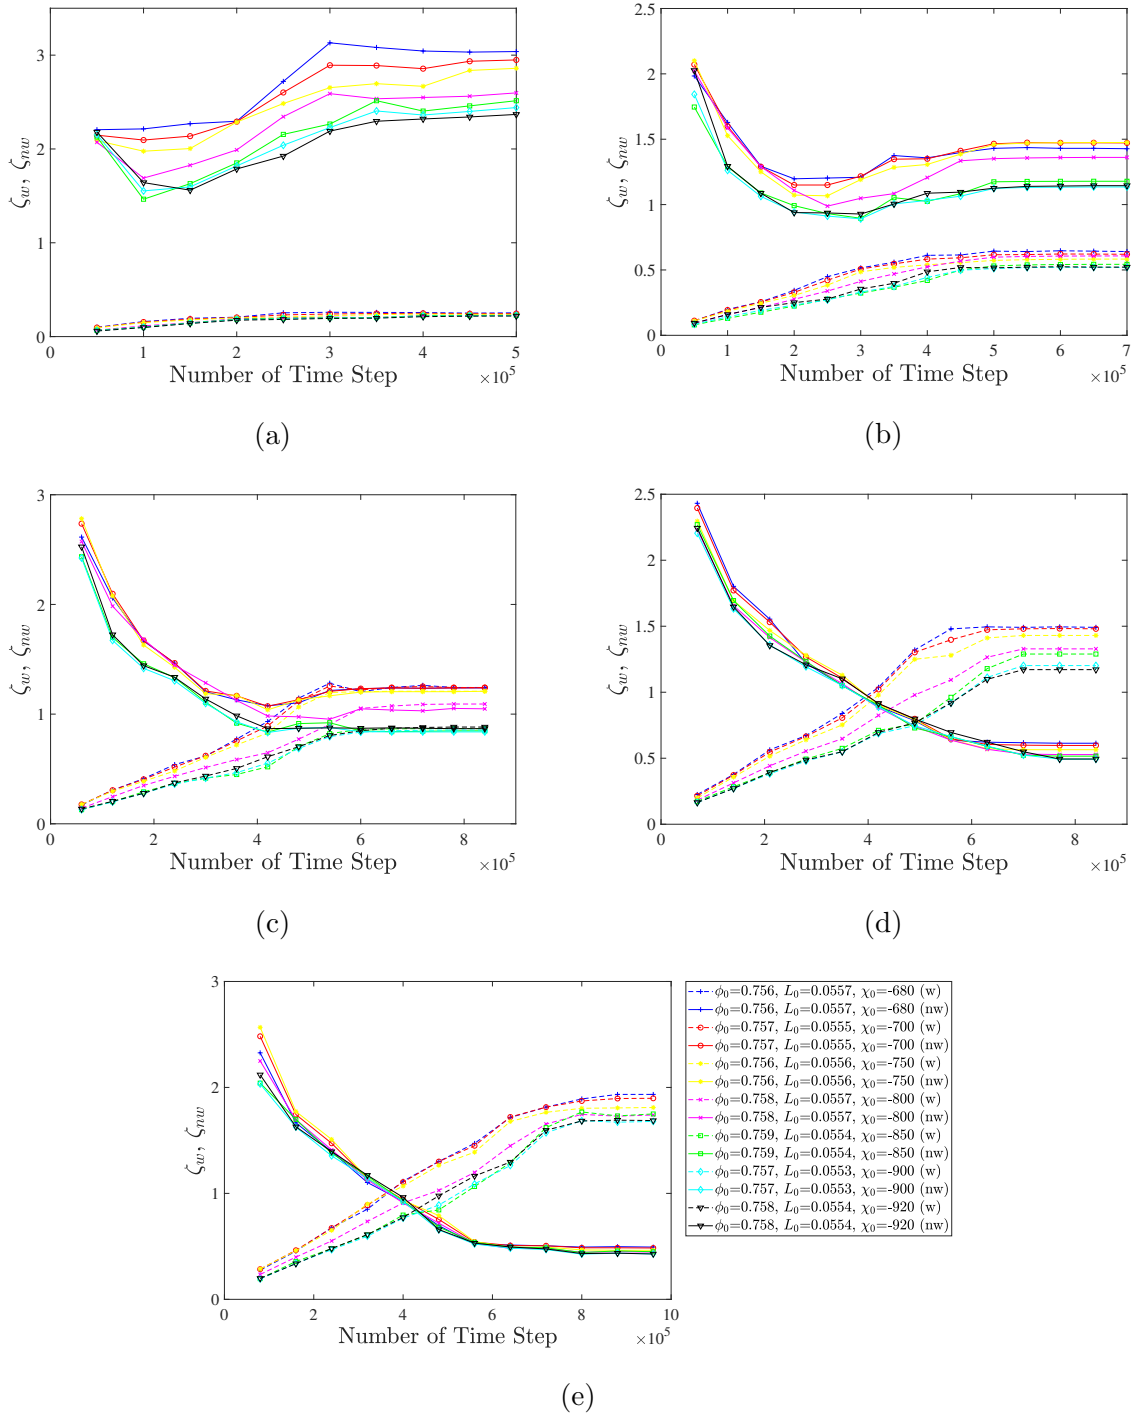 3
2
1
0
0
1
2
3
4
5
ζw, ζnw
Number of Time Step
×10^5
(a)
2.5
2
1.5
1
0.5
0
0
1
2
3
4
5
6
7
ζw, ζnw
Number of Time Step
×10^5
(b)
3
2
1
0
0
2
4
6
8
ζw, ζnw
Number of Time Step
×10^5
(c)
2.5
2
1.5
1
0.5
0
0
2
4
6
8
ζw, ζnw
Number of Time Step
×10^5
(d)
3
2
1
0
0
2
4
6
8
10
ζw, ζnw
Number of Time Step
×10^5
ϕ0=0.756, L0=0.0557, χ0=-680 (w)
ϕ0=0.756, L0=0.0557, χ0=-680 (nw)
ϕ0=0.757, L0=0.0555, χ0=-700 (w)
ϕ0=0.757, L0=0.0555, χ0=-700 (nw)
ϕ0=0.756, L0=0.0556, χ0=-750 (w)
ϕ0=0.756, L0=0.0556, χ0=-750 (nw)
ϕ0=0.758, L0=0.0557, χ0=-800 (w)
ϕ0=0.758, L0=0.0557, χ0=-800 (nw)
ϕ0=0.759, L0=0.0554, χ0=-850 (w)
ϕ0=0.759, L0=0.0554, χ0=-850 (nw)
ϕ0=0.757, L0=0.0553, χ0=-900 (w)
ϕ0=0.757, L0=0.0553, χ0=-900 (nw)
ϕ0=0.758, L0=0.0554, χ0=-920 (w)
ϕ0=0.758, L0=0.0554, χ0=-920 (nw)
(e)